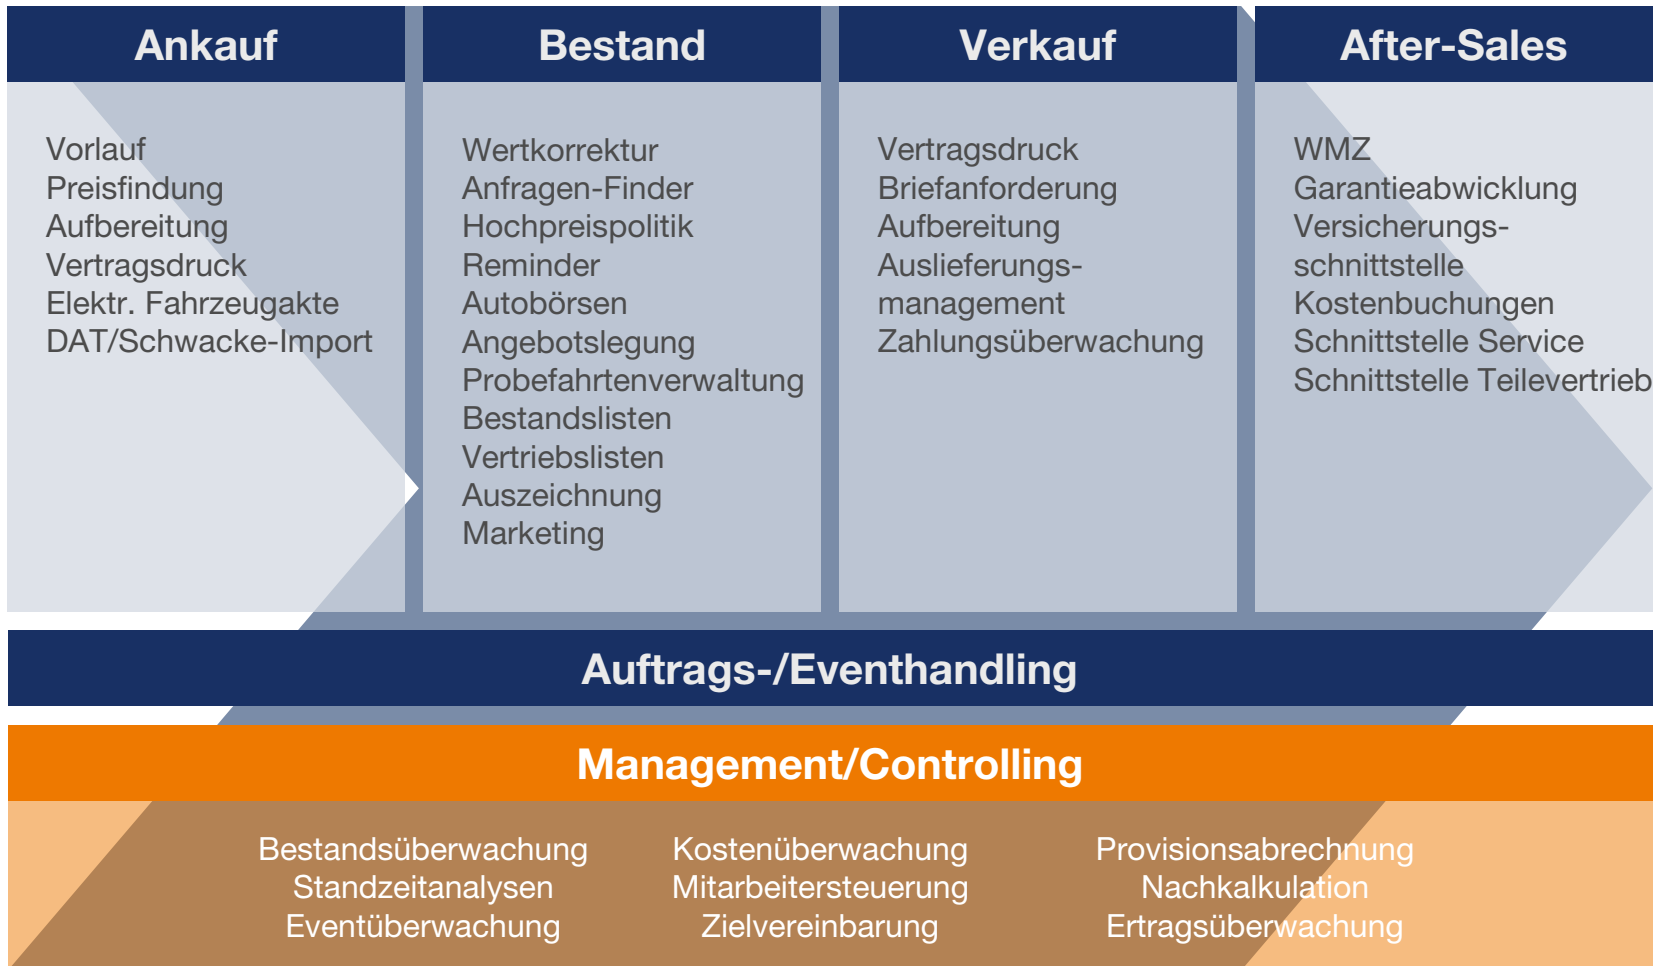 Ankauf
Vorlauf
Preisfindung
Aufbereitung
Vertragsdruck
Elektr. Fahrzeugakte
DAT/Schwacke-Import
Bestand
Wertkorrektur
Anfragen-Finder
Hochpreispolitik
Reminder
Autobörsen
Angebotslegung
Probefahrtenverwaltung
Bestandslisten
Vertriebslisten
Auszeichnung
Marketing
Verkauf
Vertragsdruck
Briefanforderung
Aufbereitung
Auslieferungs-
management
Zahlungsüberwachung
After-Sales
WMZ
Garantieabwicklung
Versicherungs-
schnittstelle
Kostenbuchungen
Schnittstelle Service
Schnittstelle Teilevertrieb
Auftrags-/Eventhandling
Management/Controlling
Bestandsüberwachung
Standzeitanalysen
Eventüberwachung
Kostenüberwachung
Mitarbeitersteuerung
Zielvereinbarung
Provisionsabrechnung
Nachkalkulation
Ertragsüberwachung